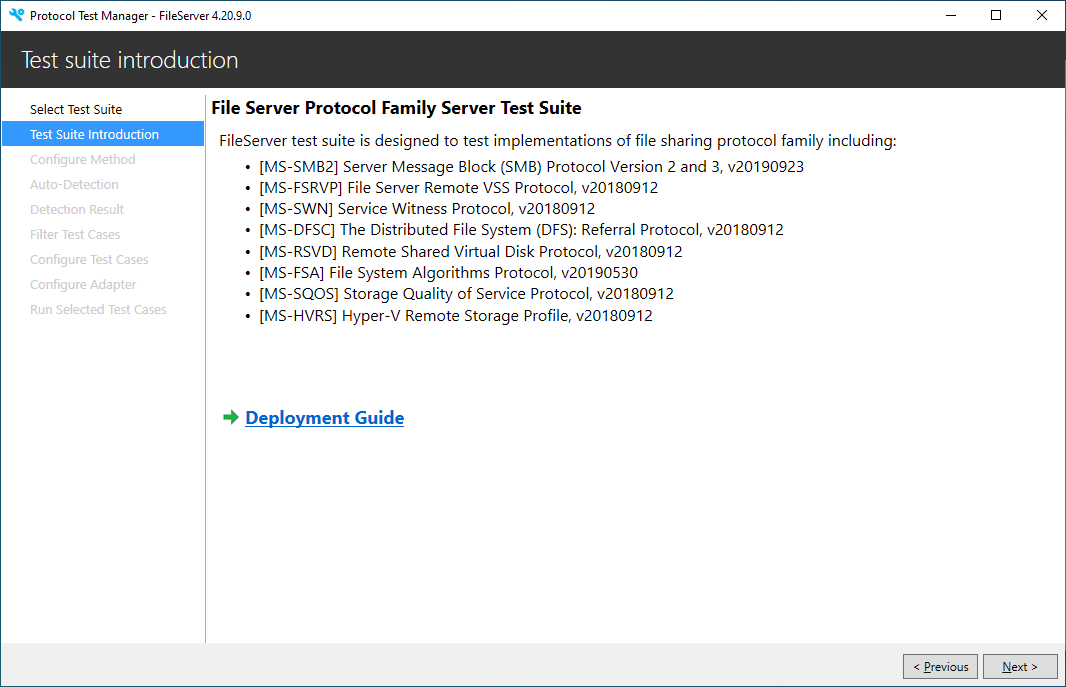 Protocol Test Manager - FileServer 4.20.9.0
Test suite introduction
Select Test Suite
Test Suite Introduction
Configure Method
Auto-Detection
Detection Result
Filter Test Cases
Configure Test Cases
Configure Adapter
Run Selected Test Cases
File Server Protocol Family Server Test Suite
FileServer test suite is designed to test implementations of file sharing protocol family including:
• [MS-SMB2] Server Message Block (SMB) Protocol Version 2 and 3, v20190923
• [MS-FSRVP] File Server Remote VSS Protocol, v20180912
• [MS-SWN] Service Witness Protocol, v20180912
• [MS-DFSC] The Distributed File System (DFS): Referral Protocol, v20180912
• [MS-RSVD] Remote Shared Virtual Disk Protocol, v20180912
• [MS-FSA] File System Algorithms Protocol, v20190530
• [MS-SQOS] Storage Quality of Service Protocol, v20180912
• [MS-HVRS] Hyper-V Remote Storage Profile, v20180912
Deployment Guide
< Previous
Next >